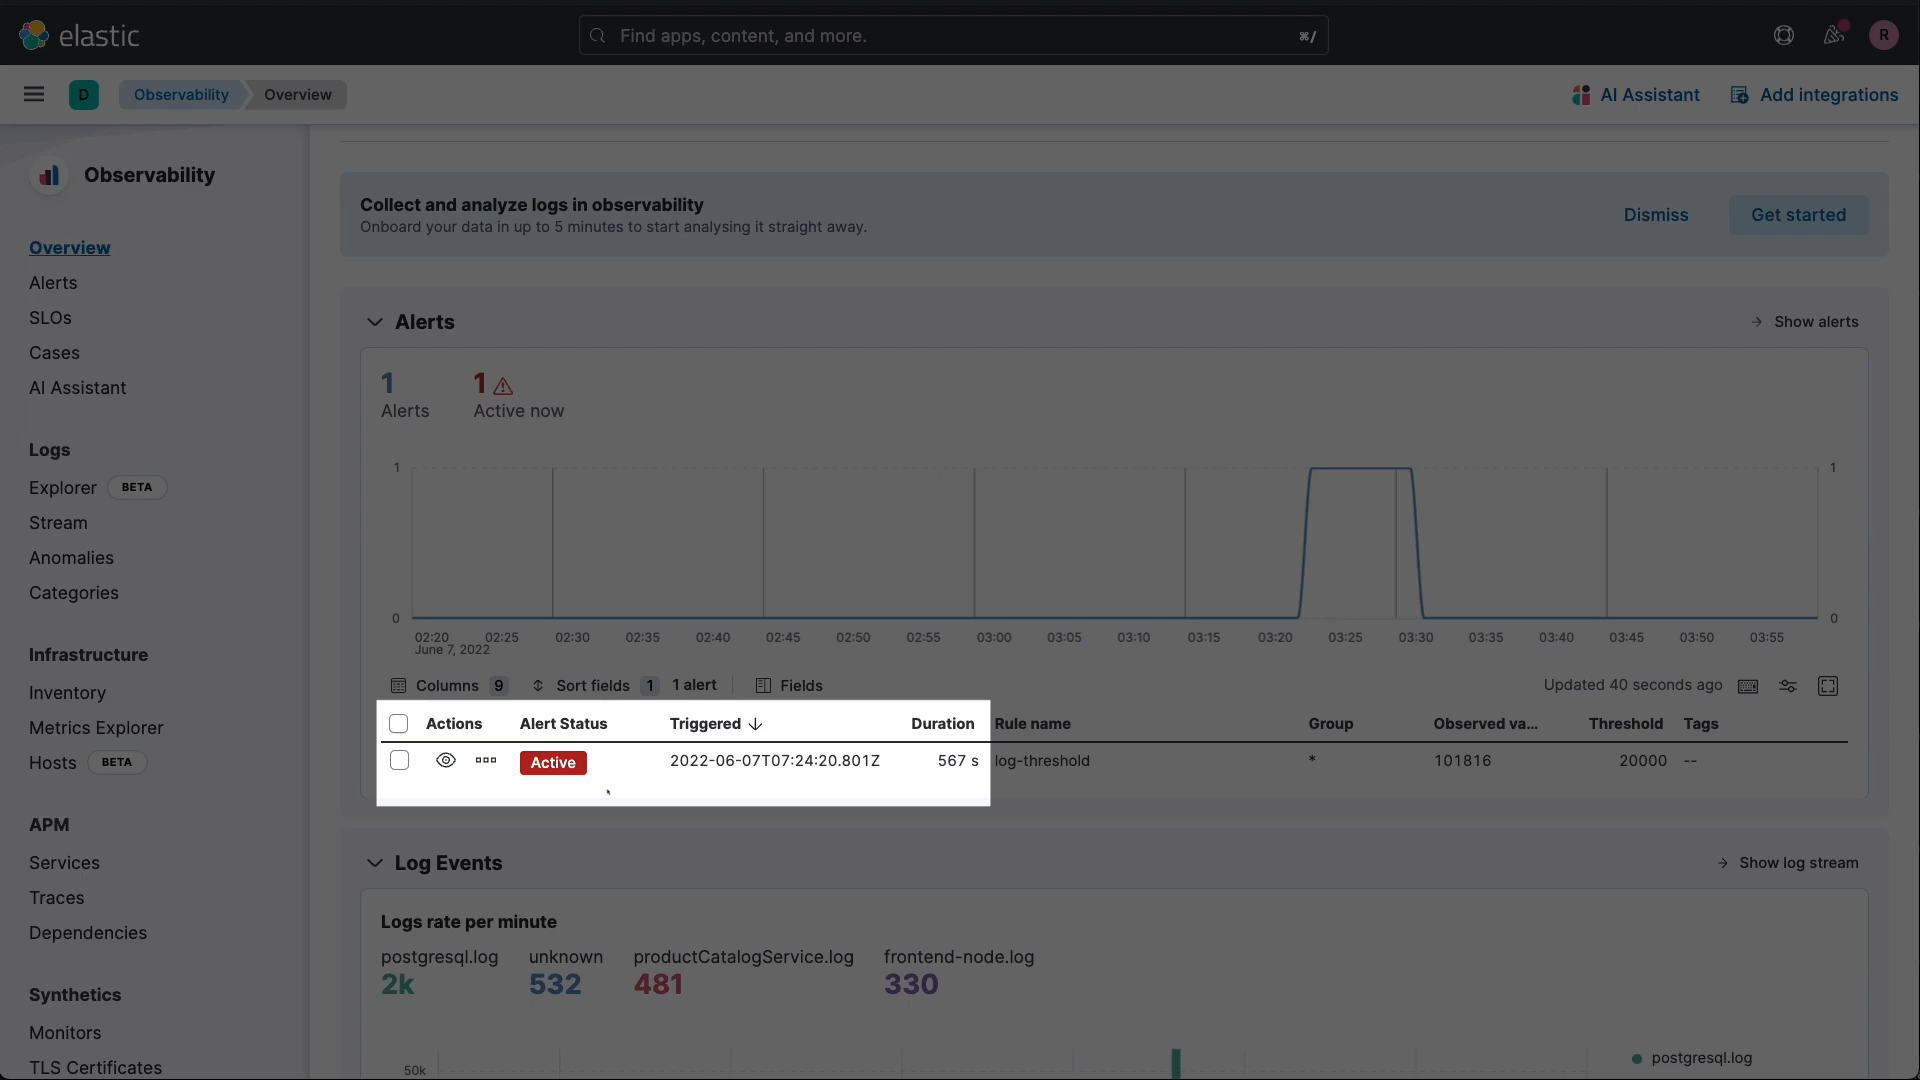 elastic
Find apps, content, and more.
⌘/
R
D
Observability
Overview
AI Assistant
Add integrations
Observability
Overview
Alerts
SLOs
Cases
AI Assistant
Logs
Explorer BETA
Stream
Anomalies
Categories
Infrastructure
Inventory
Metrics Explorer
Hosts BETA
APM
Services
Traces
Dependencies
Synthetics
Monitors
TLS Certificates
Collect and analyze logs in observability
Onboard your data in up to 5 minutes to start analysing it straight away.
Dismiss
Get started
Alerts
Show alerts
1 1
Alerts Active now
1 1
0 0
02:20 02:25 02:30 02:35 02:40 02:45 02:50 02:55 03:00 03:05 03:10 03:15 03:20 03:25 03:30 03:35 03:40 03:45 03:50 03:55
June 7, 2022
Columns 9 Sort fields 1 1 alert Fields Updated 40 seconds ago
Actions Alert Status Triggered Duration Rule name Group Observed va... Threshold Tags
Active 2022-06-07T07:24:20.801Z 567 s log-threshold * 101816 20000 --
Log Events
Show log stream
Logs rate per minute
postgresql.log unknown productCatalogService.log frontend-node.log
2k 532 481 330
50k
postgresql.log